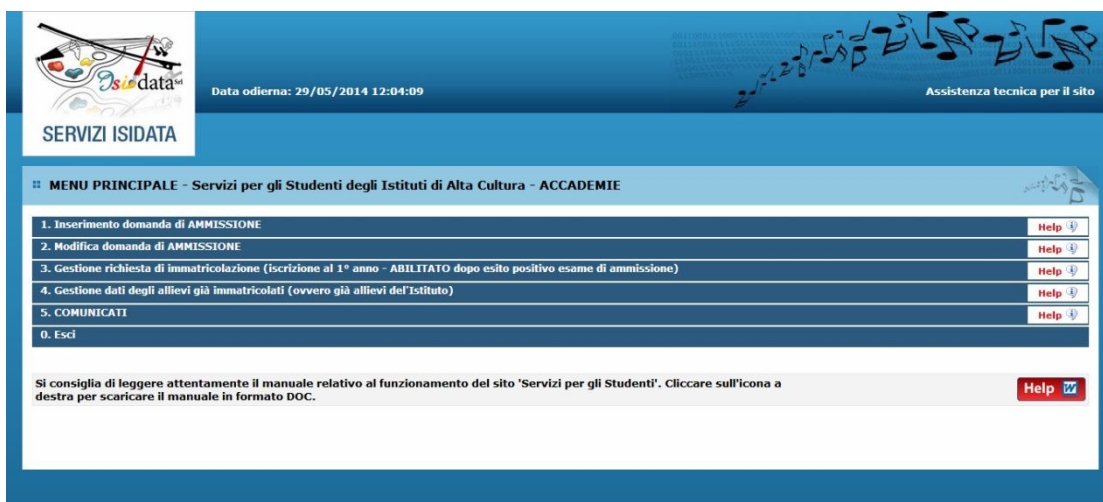 Isidata srl
SERVIZI ISIDATA
Data odierna: 29/05/2014 12:04:09
Assistenza tecnica per il sito
MENU PRINCIPALE - Servizi per gli Studenti degli Istituti di Alta Cultura - ACCADEMIE
1. Inserimento domanda di AMMISSIONE
Help
2. Modifica domanda di AMMISSIONE
Help
3. Gestione richiesta di immatricolazione (iscrizione al 1° anno - ABILITATO dopo esito positivo esame di ammissione)
Help
4. Gestione dati degli allievi già immatricolati (ovvero già allievi del'Istituto)
Help
5. COMUNICATI
Help
0. Esci
Si consiglia di leggere attentamente il manuale relativo al funzionamento del sito 'Servizi per gli Studenti'. Cliccare sull'icona a
destra per scaricare il manuale in formato DOC.
Help W